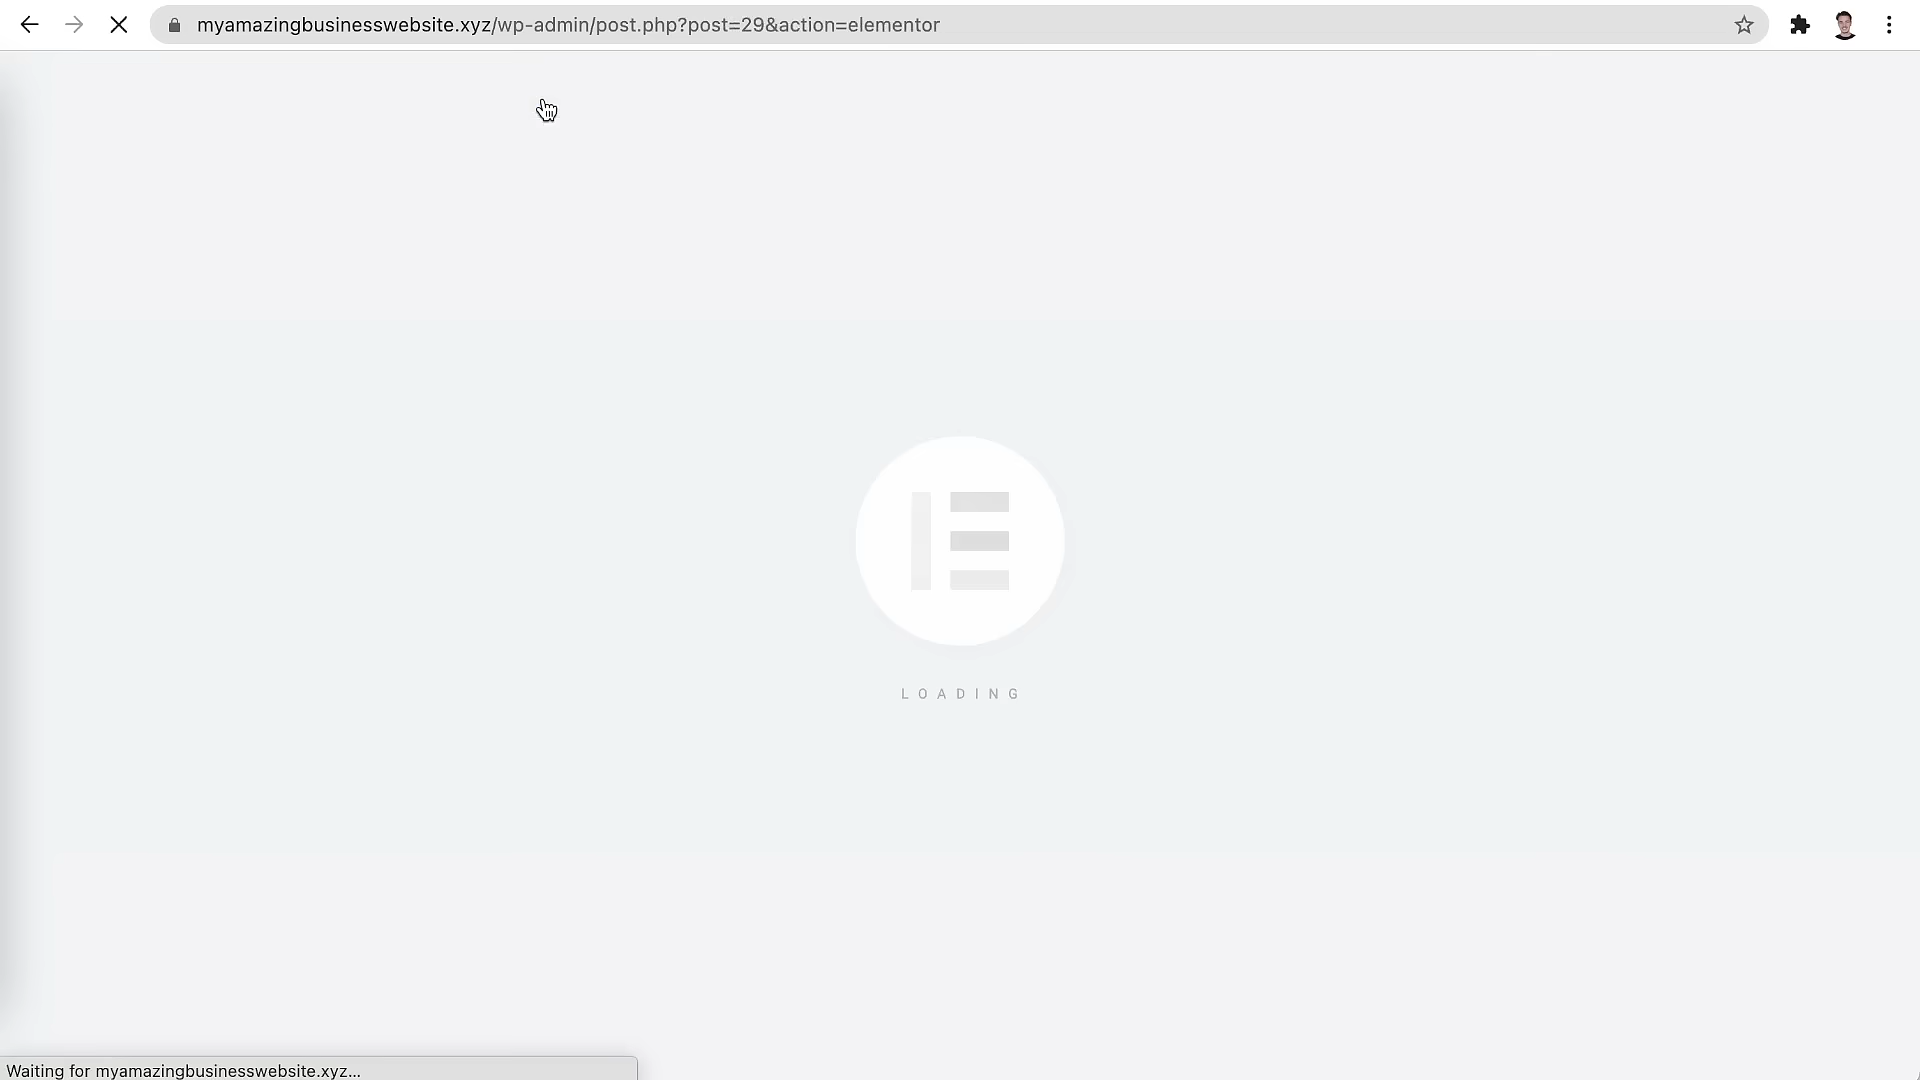 myamazingbusinesswebsite.xyz/wp-admin/post.php?post=29&action=elementor
LOADING
Waiting for myamazingbusinesswebsite.xyz...